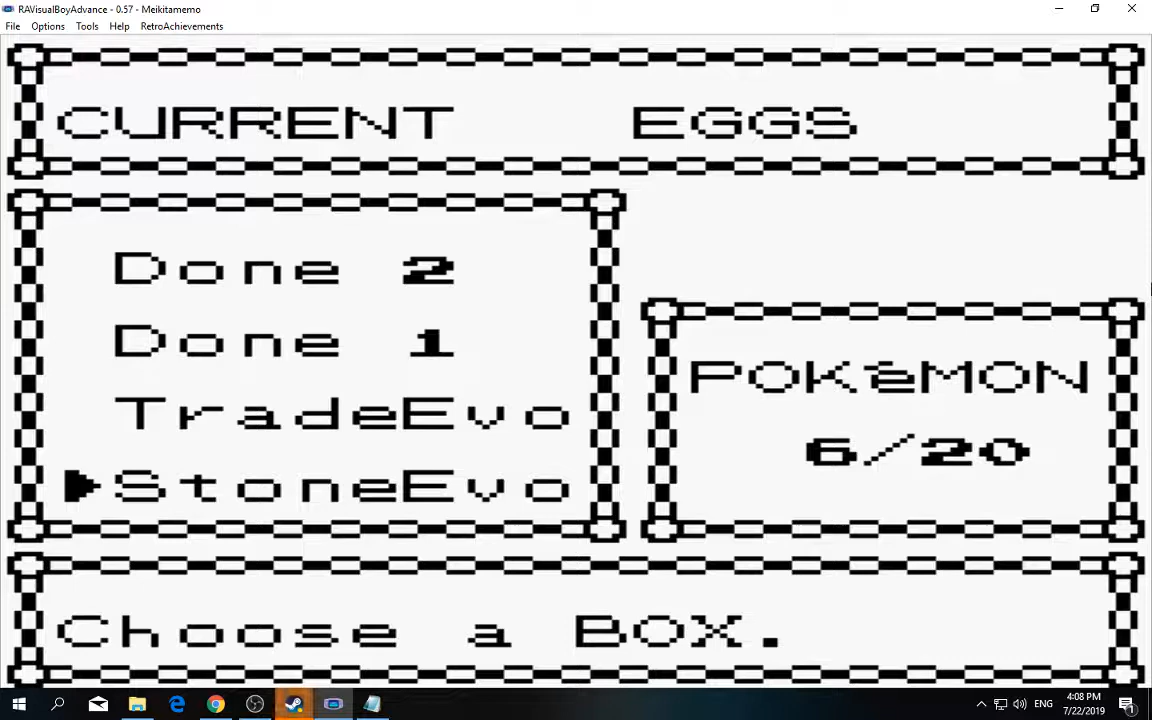 RAVisualBoyAdvance - 0.57 - Meikitamemo
File Options Tools Help RetroAchievements
CURRENT EGGS
Done 2
Done 1
TradeEvo
▶StoneEvo
POKéMON
6/20
Choose a BOX.
ENG
4:08 PM
7/22/2019
1